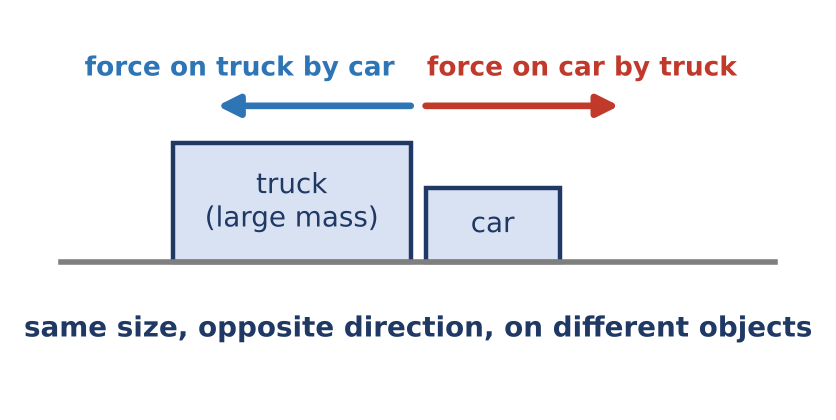 force on truck by car
force on car by truck
truck
(large mass)
car
same size, opposite direction, on different objects